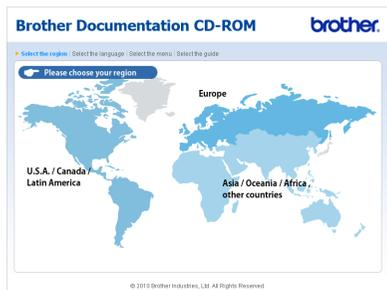 Brother Documentation CD-ROM
brother.
Select the region | Select the language | Select the menu | Select the guide
Please choose your region
Europe
U.S.A. / Canada /
Latin America
Asia / Oceania / Africa ,
other countries
© 2010 Brother Industries, Ltd. All Rights Reserved.